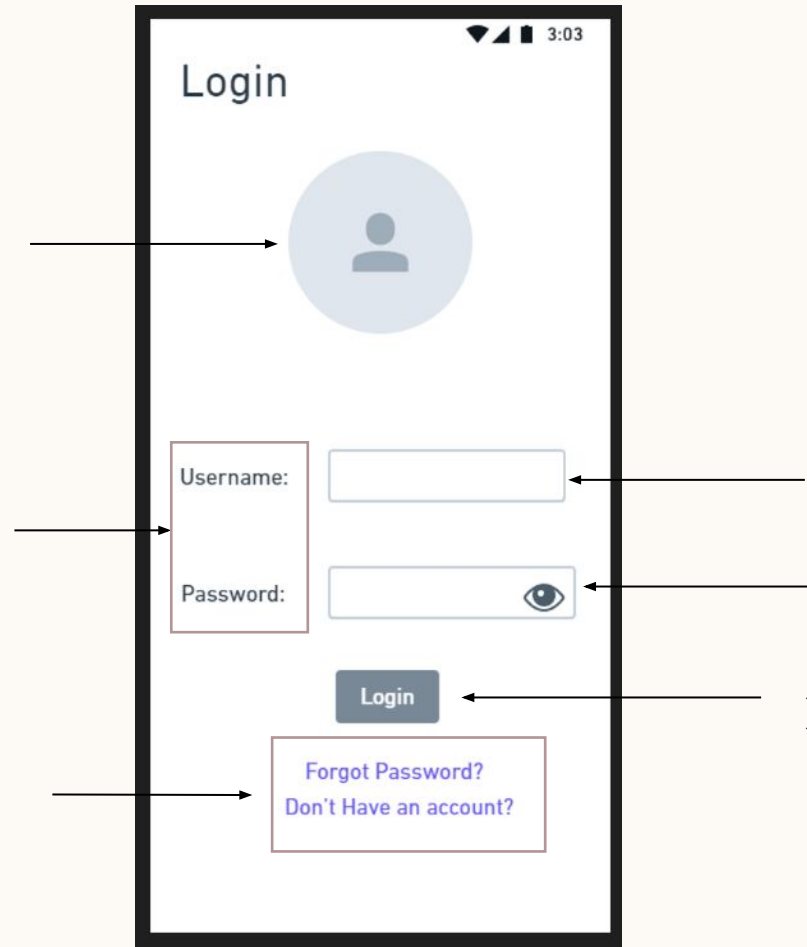 3:03
Login
Username:
Password:
Login
Forgot Password?
Don't Have an account?